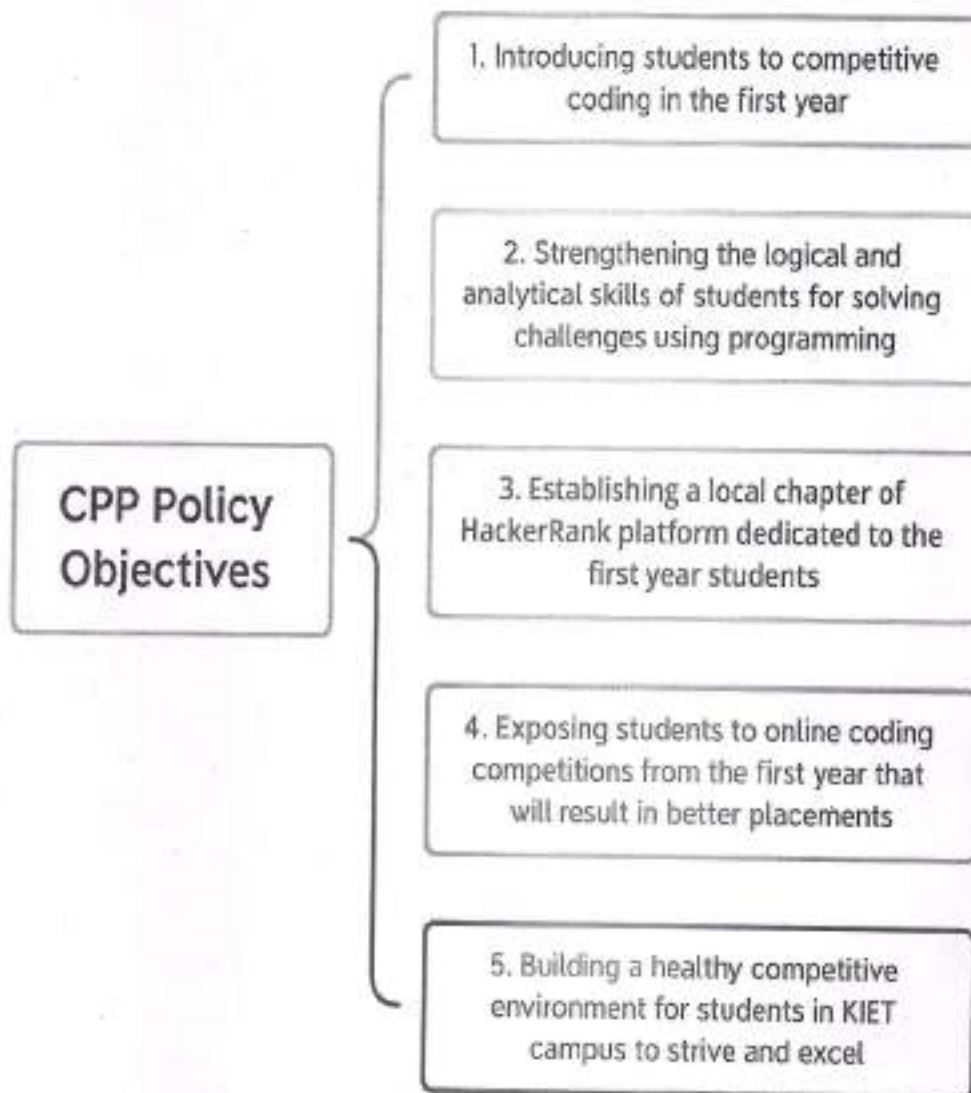 1. Introducing students to competitive
coding in the first year
2. Strengthening the logical and
analytical skills of students for solving
challenges using programming
CPP Policy
Objectives
3. Establishing a local chapter of
HackerRank platform dedicated to the
first year students
4. Exposing students to online coding
competitions from the first year that
will result in better placements
5. Building a healthy competitive
environment for students in KIET
campus to strive and excel